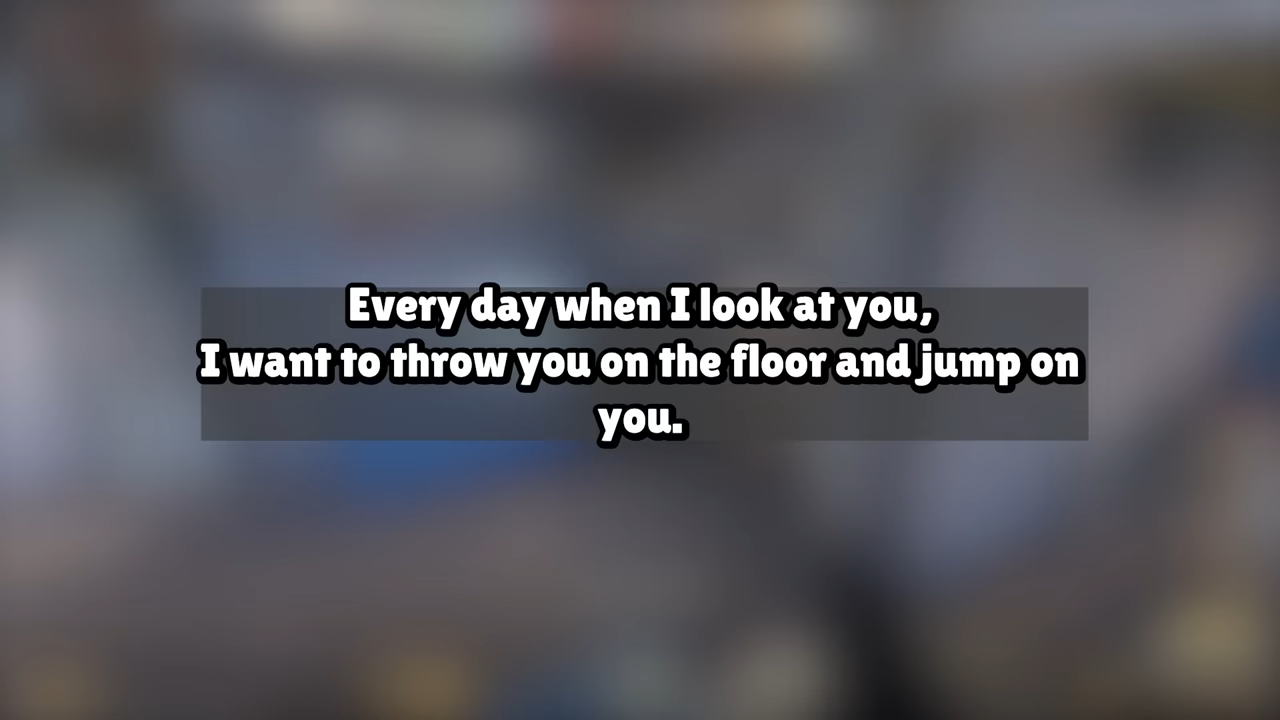 Every day when I look at you,
I want to throw you on the floor and jump on
you.